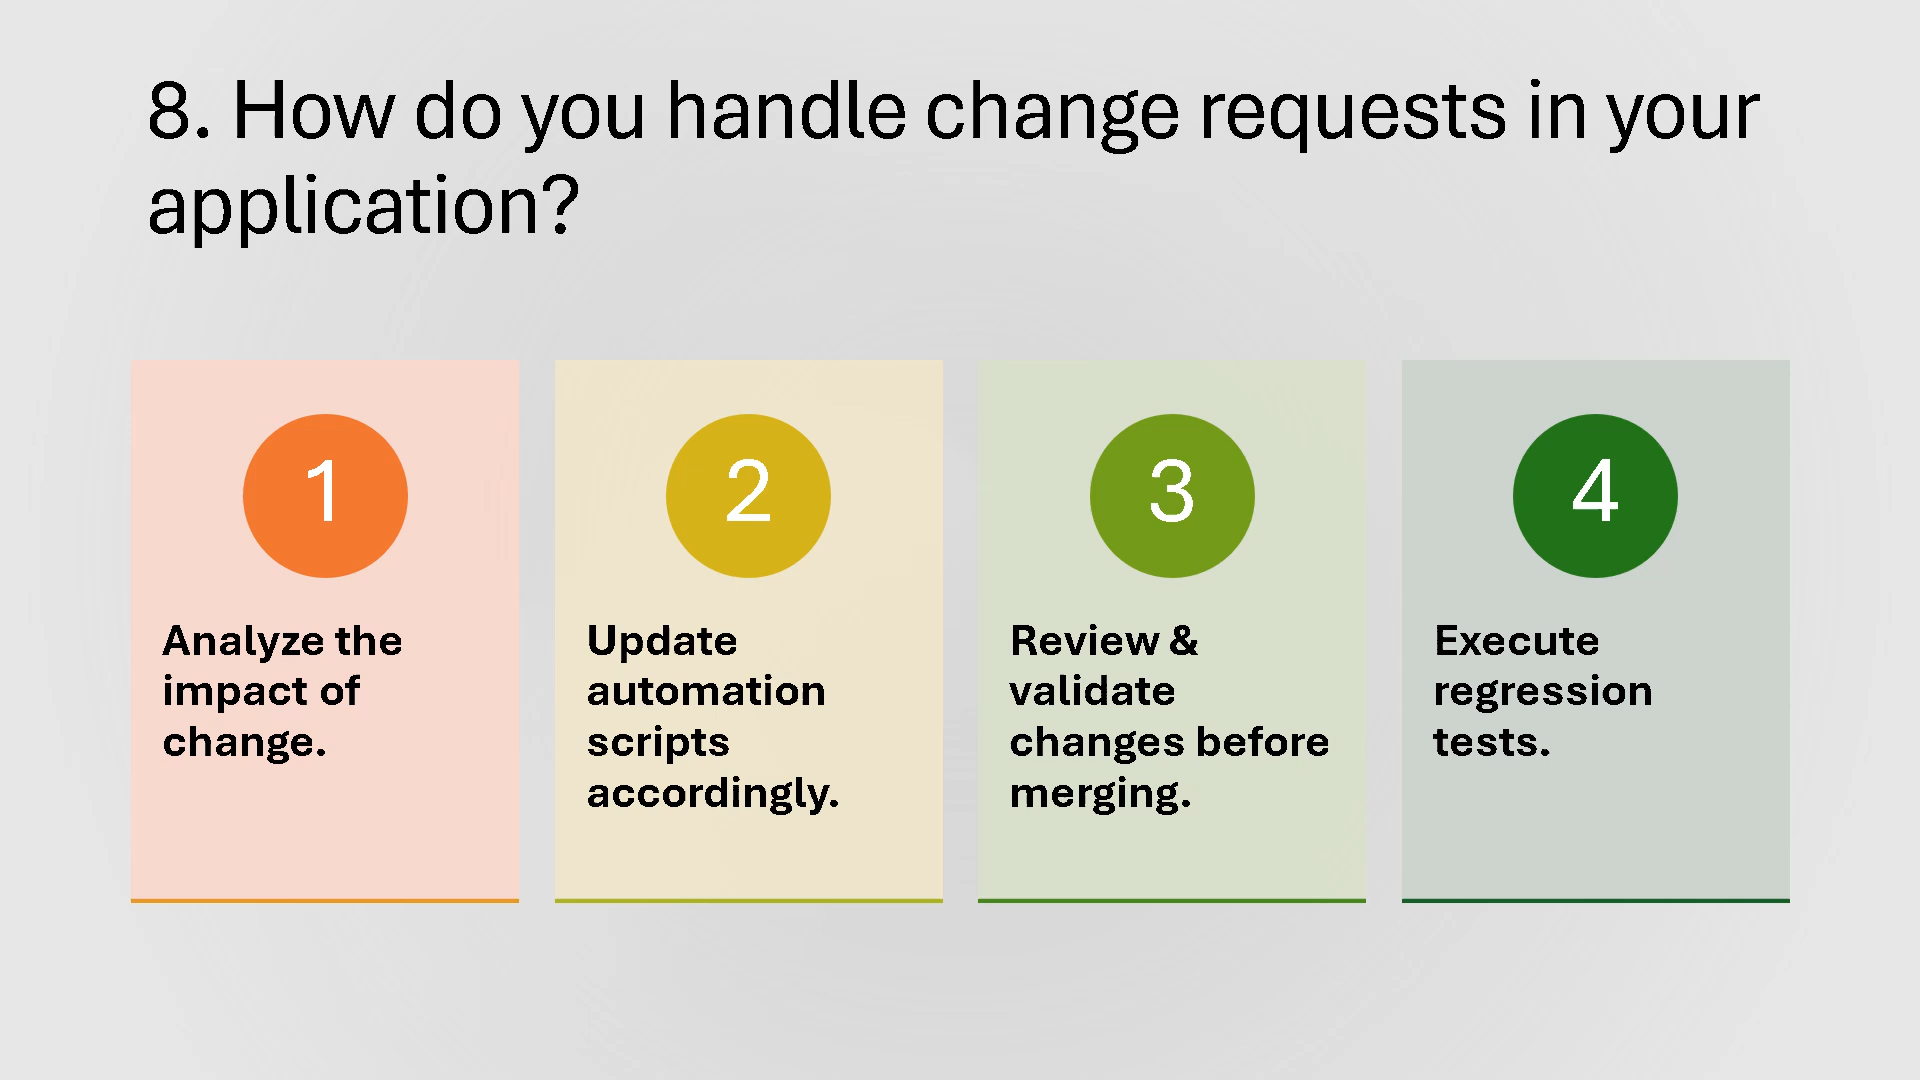 8. How do you handle change requests in your
application?
1
Analyze the
impact of
change.
2
Update
automation
scripts
accordingly.
3
Review &
validate
changes before
merging.
4
Execute
regression
tests.